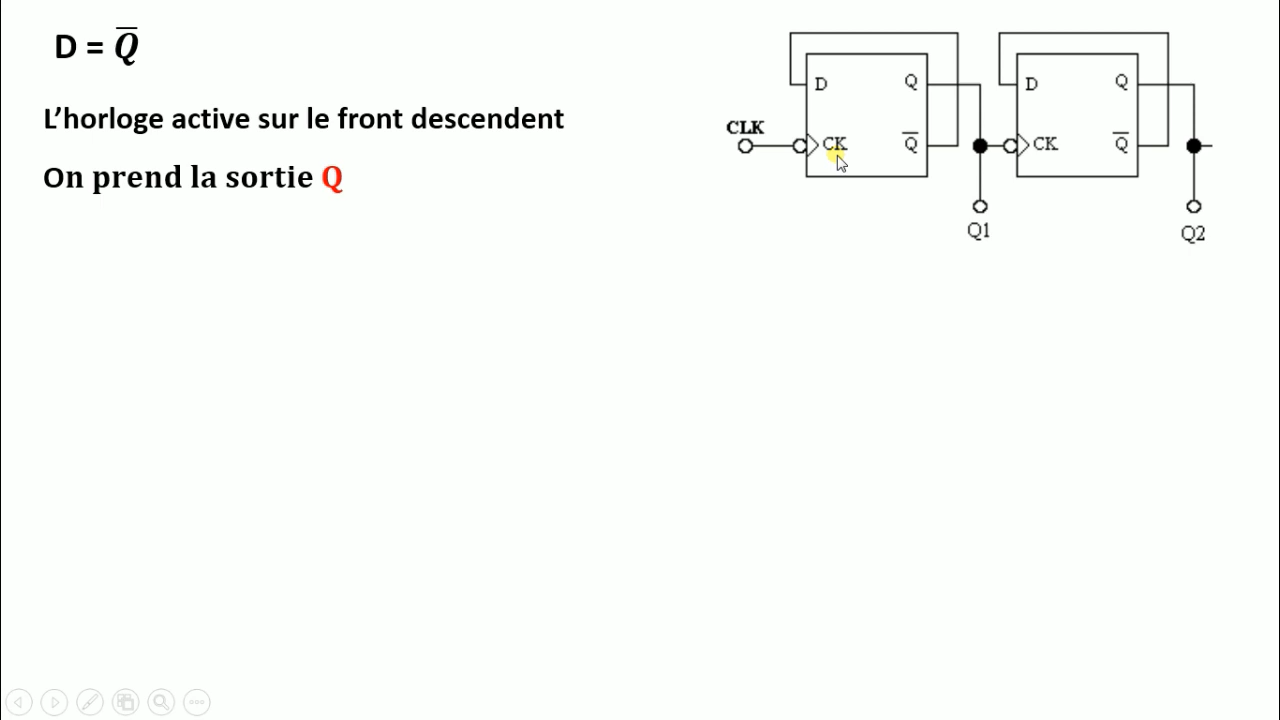 D = Q̅
L’horloge active sur le front descendent
On prend la sortie Q
D Q D Q
CLK
CK Q̅ CK Q̅
Q1 Q2